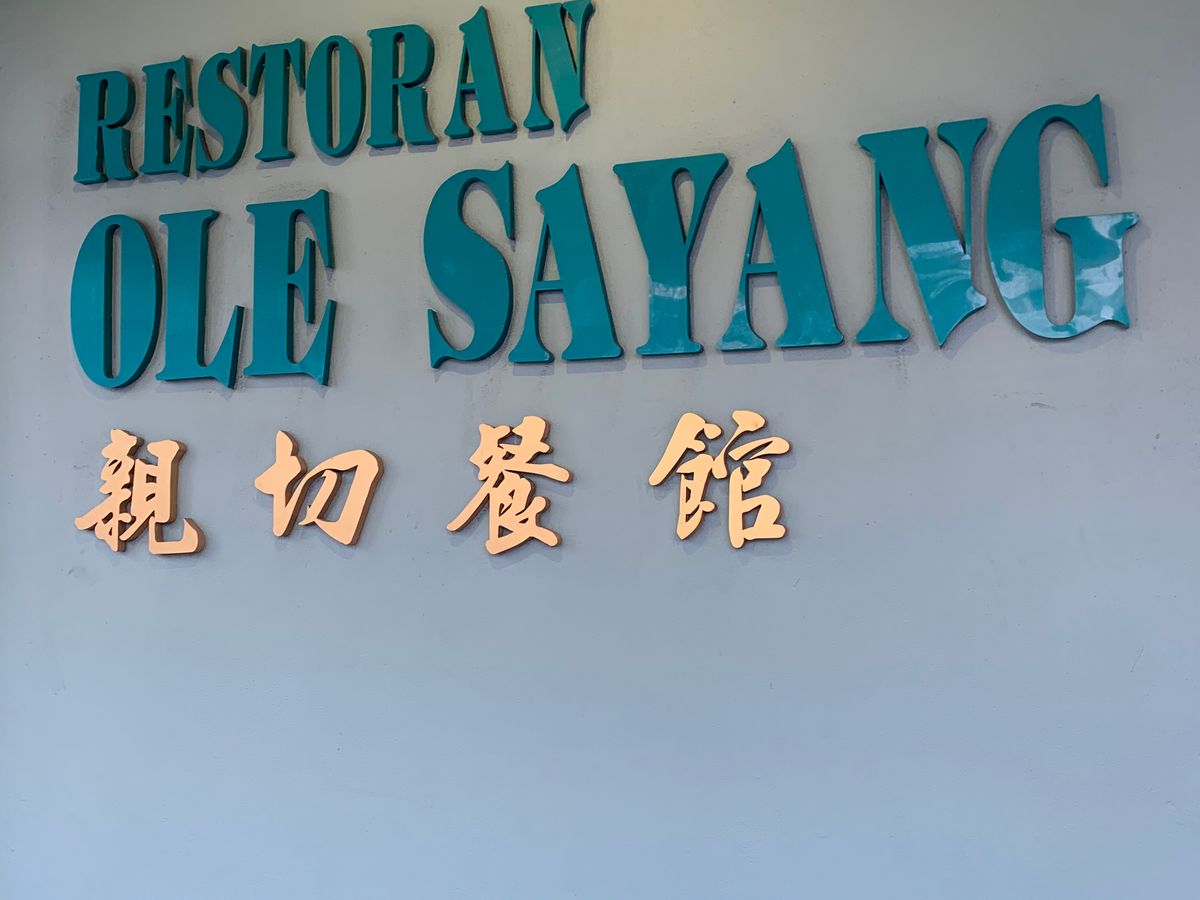 RESTORAN
OLE SAYANG
親切餐館